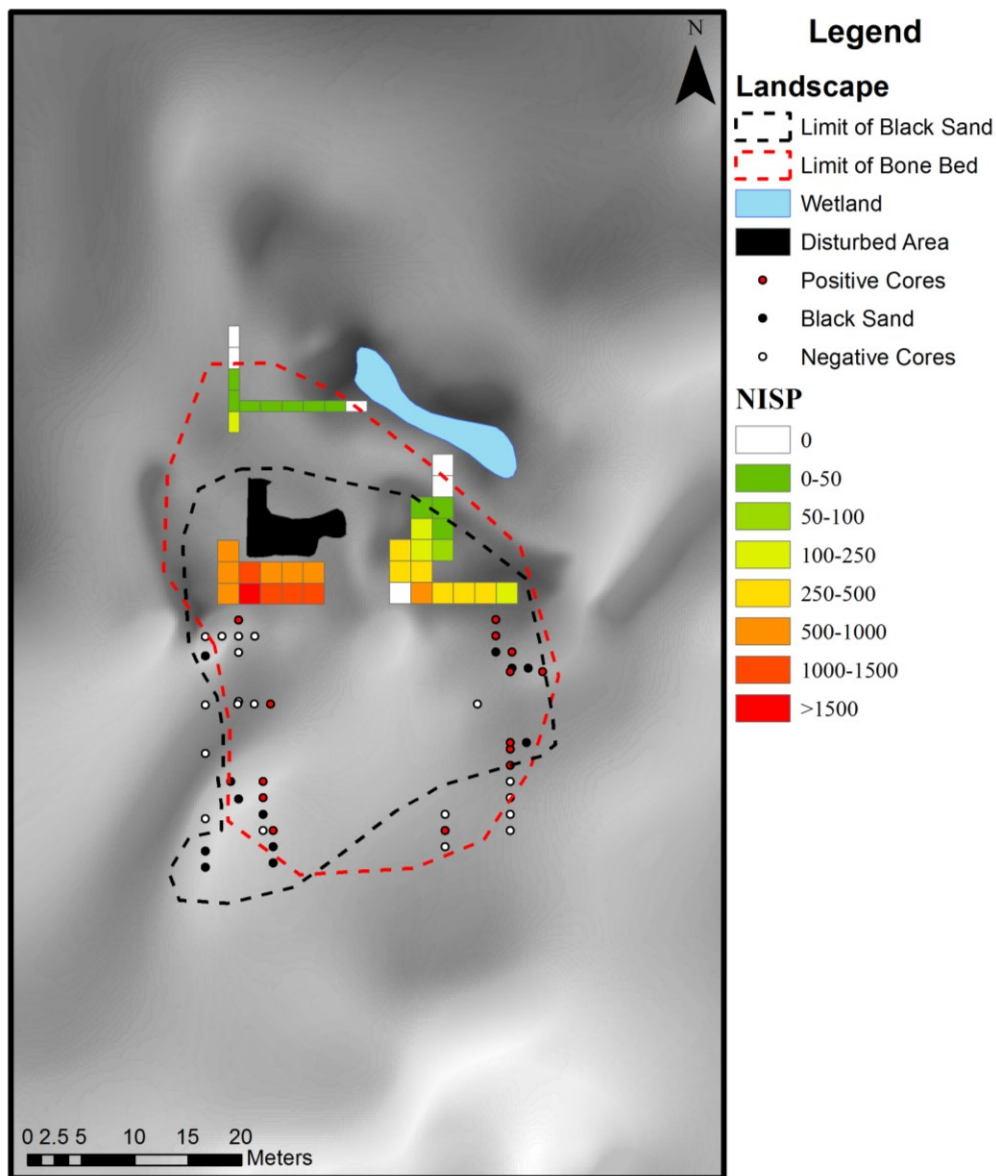 N
Legend
Landscape
Limit of Black Sand
Limit of Bone Bed
Wetland
Disturbed Area
Positive Cores
Black Sand
Negative Cores
NISP
0
0-50
50-100
100-250
250-500
500-1000
1000-1500
>1500
0 2.5 5 10 15 20
Meters